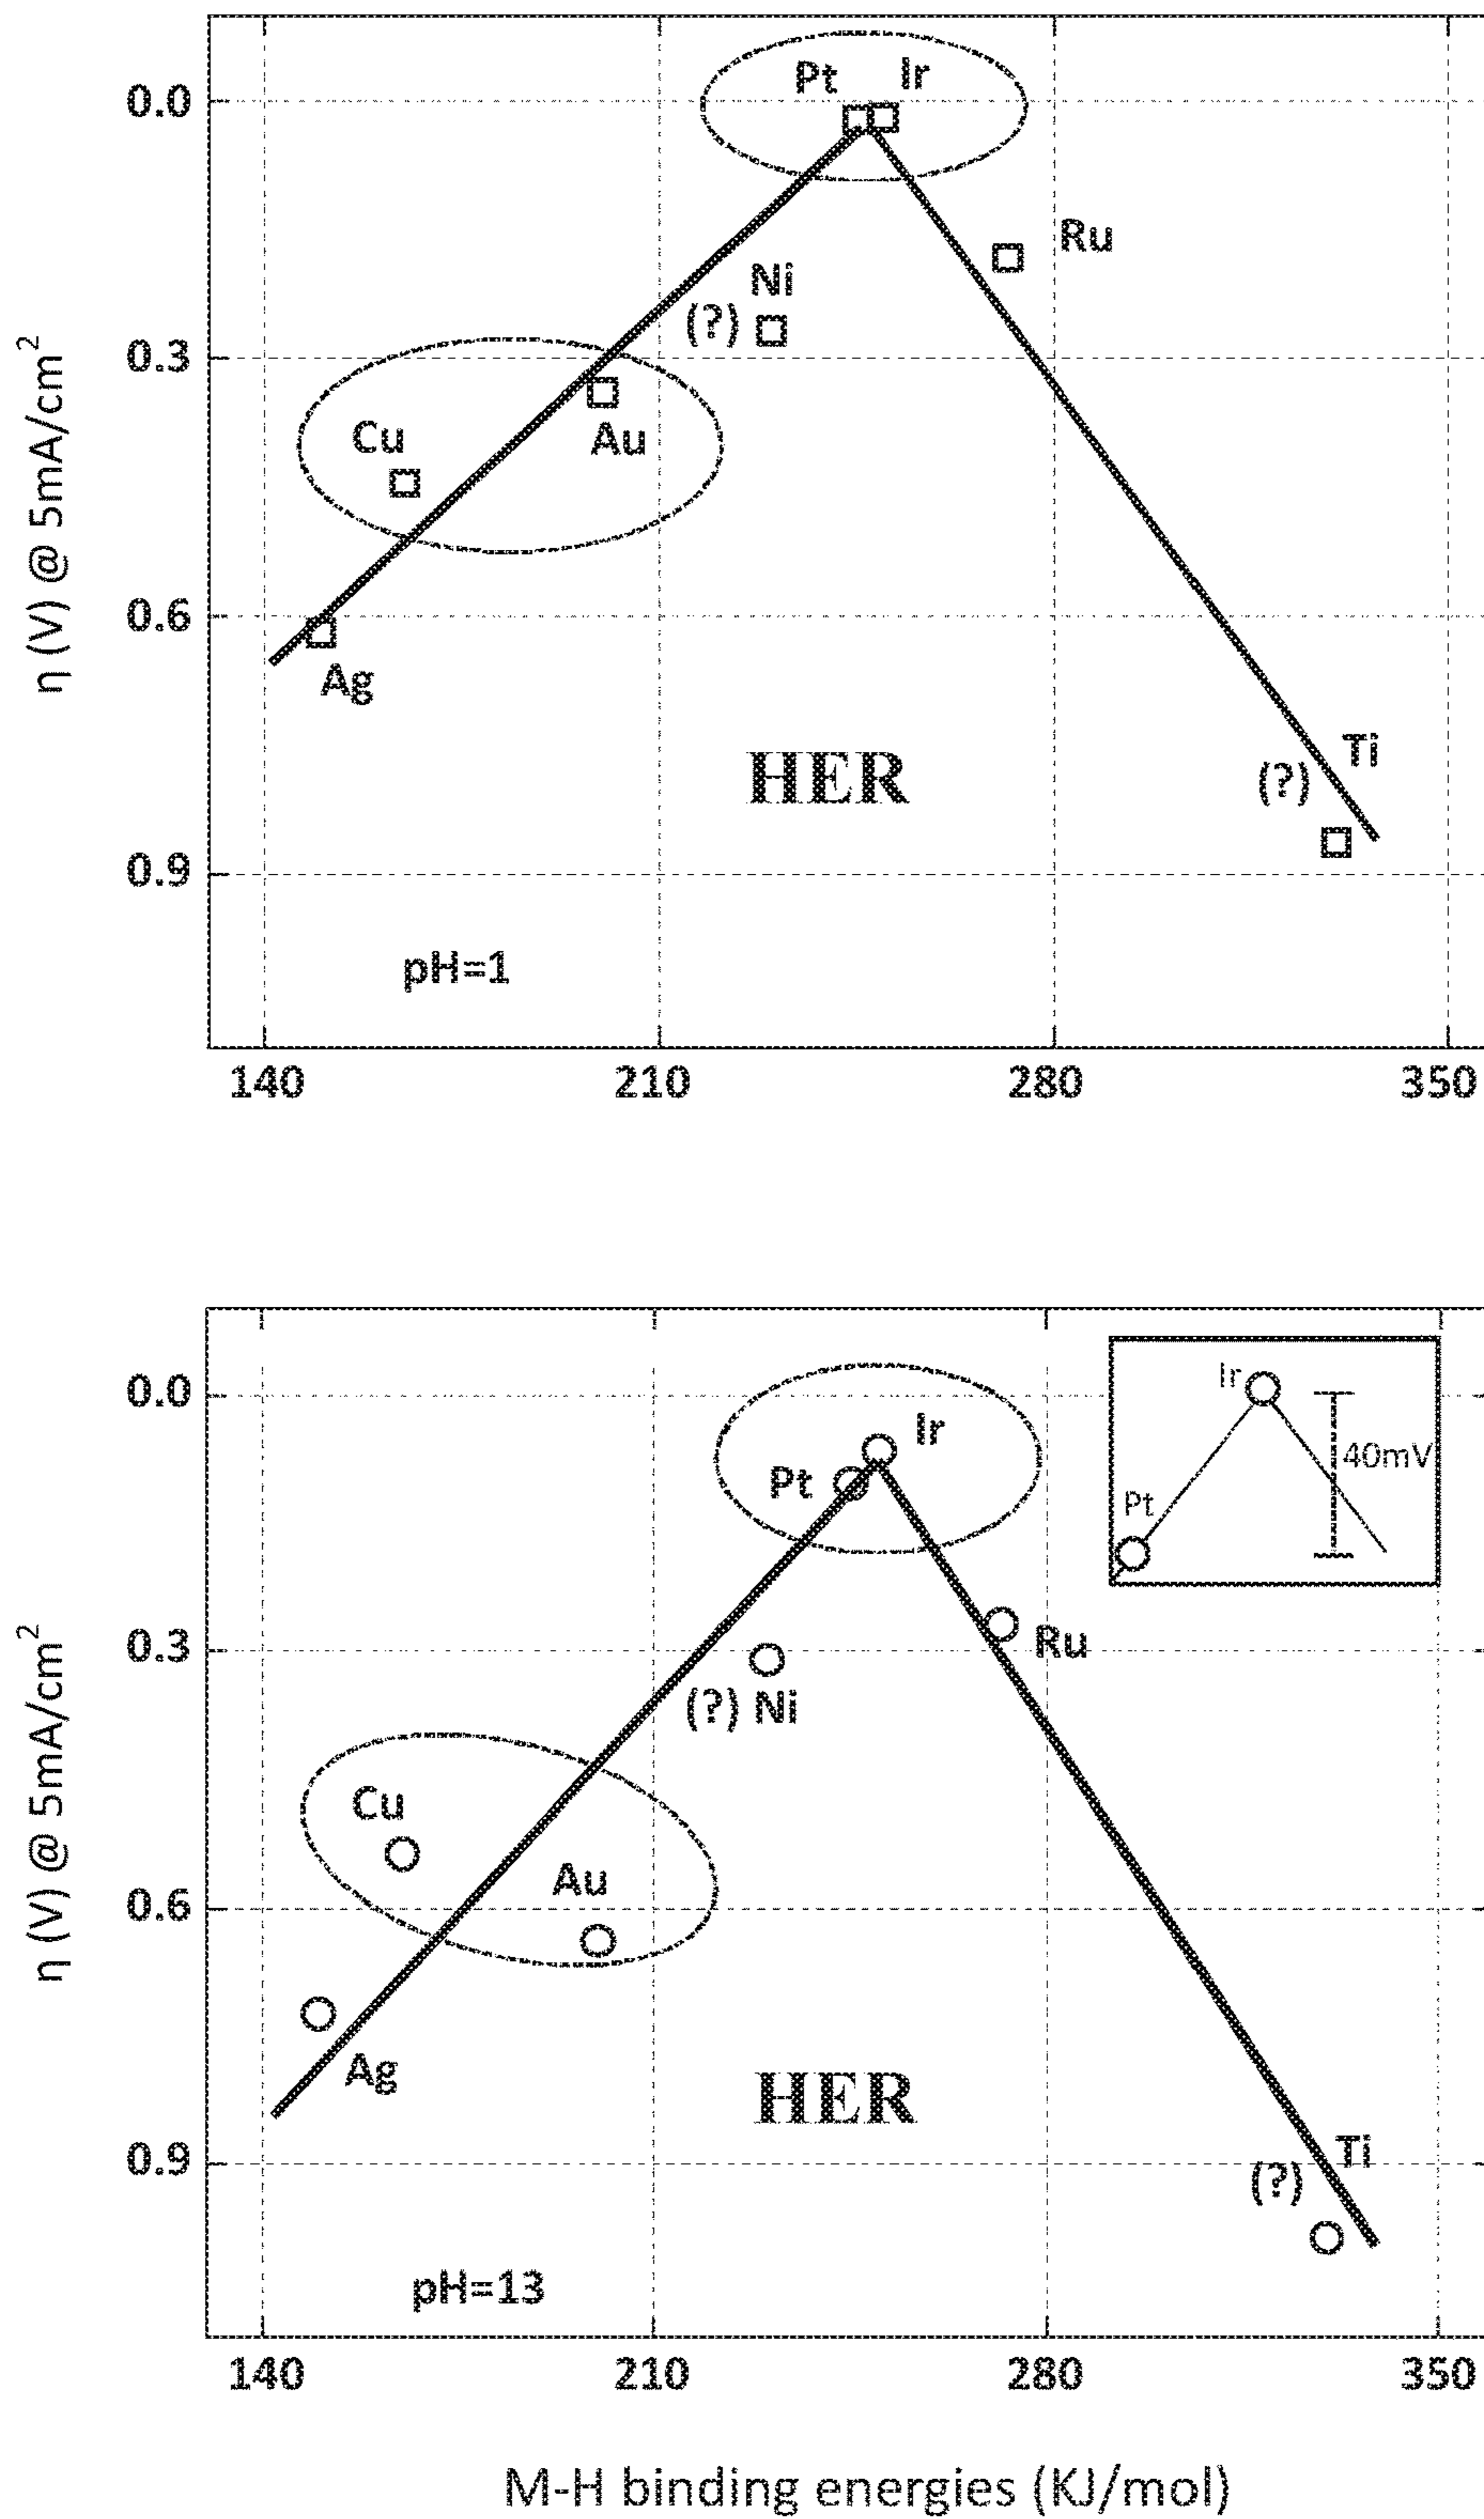 Pt Ir
0.0
Ru
Ni
(?)
0.3
Cu
Au
0.6
Ag
HER
Ti
(?)
0.9
pH=1
η (V) @ 5mA/cm²
140 210 280 350
0.0
Ir
Pt
Ir
40mV
Pt
0.3
Ru
(?) Ni
Cu
Au
0.6
Ag
HER
0.9
Ti
(?)
pH=13
η (V) @ 5mA/cm²
140 210 280 350
M-H binding energies (KJ/mol)